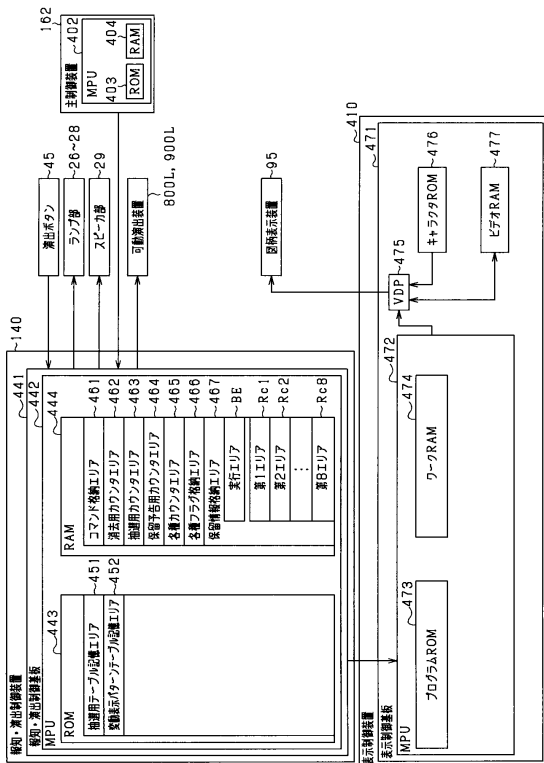 162
主制御装置
402
MPU
403
ROM
404
RAM
演出ボタン
45
ランプ部
26~28
スピーカ部
29
可動演出装置
800L, 900L
図柄表示装置
95
140
報知・演出制御装置
441
報知・演出制御基板
442
MPU
443
ROM
抽選用テーブル記憶エリア
451
変動表示パターンテーブル記憶エリア
452
444
RAM
コマンド格納エリア
461
消去用カウンタエリア
462
抽選用カウンタエリア
463
保留予告用カウンタエリア
464
各種カウンタエリア
465
各種フラグ格納エリア
466
保留情報格納エリア
467
実行エリア
BE
第1エリア
Rc1
第2エリア
Rc2
⋮
第8エリア
Rc8
410
表示制御装置
471
表示制御基板
472
MPU
473
プログラムROM
474
ワークRAM
475
VDP
キャラクタROM
476
ビデオRAM
477